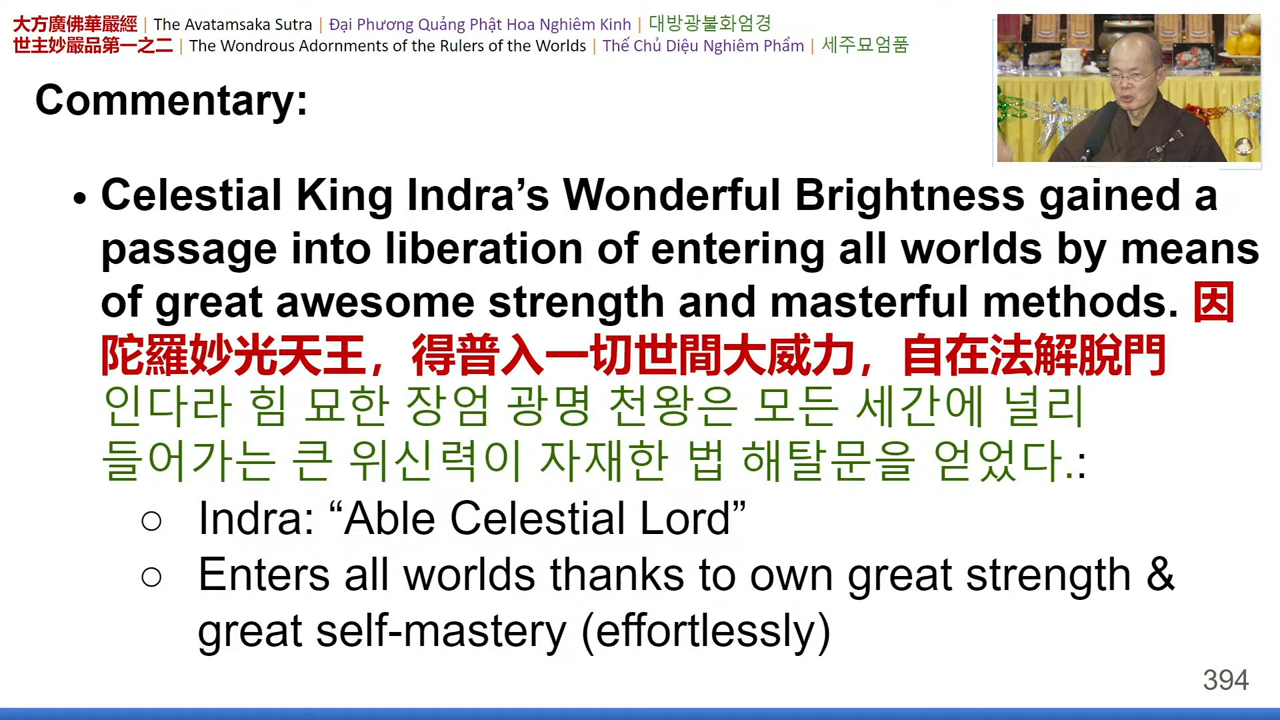 大方廣佛華嚴經 | The Avatamsaka Sutra | Đại Phương Quảng Phật Hoa Nghiêm Kinh | 대방광불화엄경
世主妙嚴品第一之二 | The Wondrous Adornments of the Rulers of the Worlds | Thế Chủ Diệu Nghiêm Phẩm | 세주묘엄품
Commentary:
• Celestial King Indra’s Wonderful Brightness gained a
passage into liberation of entering all worlds by means
of great awesome strength and masterful methods. 因
陀羅妙光天王，得普入一切世間大威力，自在法解脫門
인다라 힘 묘한 장엄 광명 천왕은 모든 세간에 널리
들어가는 큰 위신력이 자재한 법 해탈문을 얻었다.:
○ Indra: “Able Celestial Lord”
○ Enters all worlds thanks to own great strength &
great self-mastery (effortlessly)
394